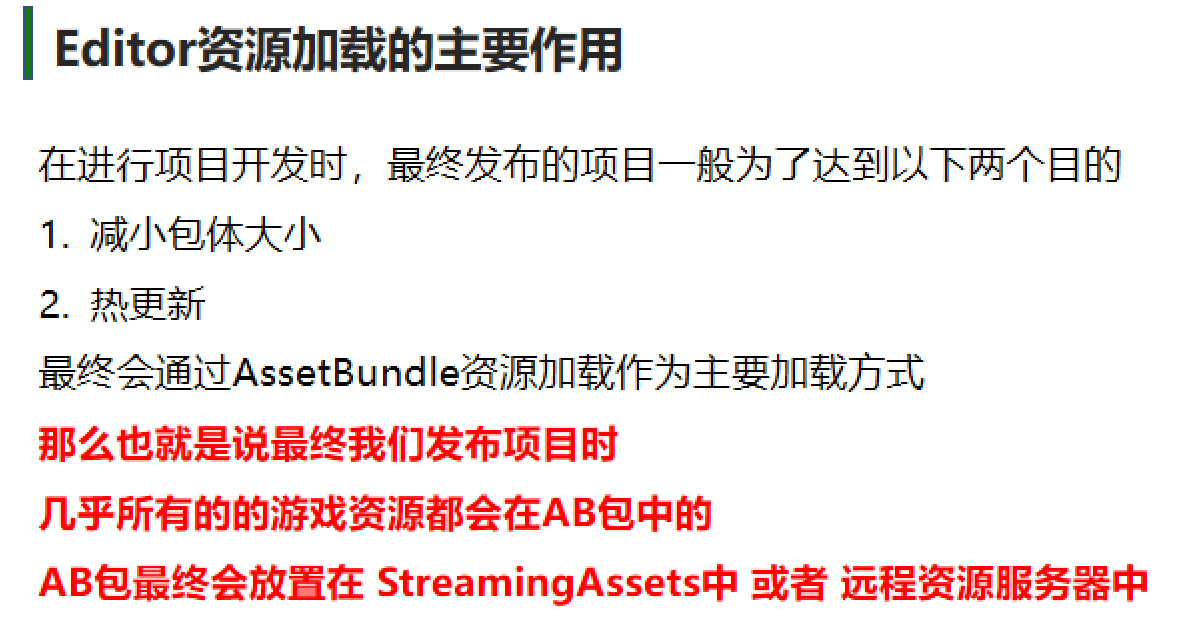 Editor资源加载的主要作用
在进行项目开发时，最终发布的项目一般为了达到以下两个目的
1. 减小包体大小
2. 热更新
最终会通过AssetBundle资源加载作为主要加载方式
那么也就是说最终我们发布项目时
几乎所有的的游戏资源都会在AB包中的
AB包最终会放置在 StreamingAssets中 或者 远程资源服务器中